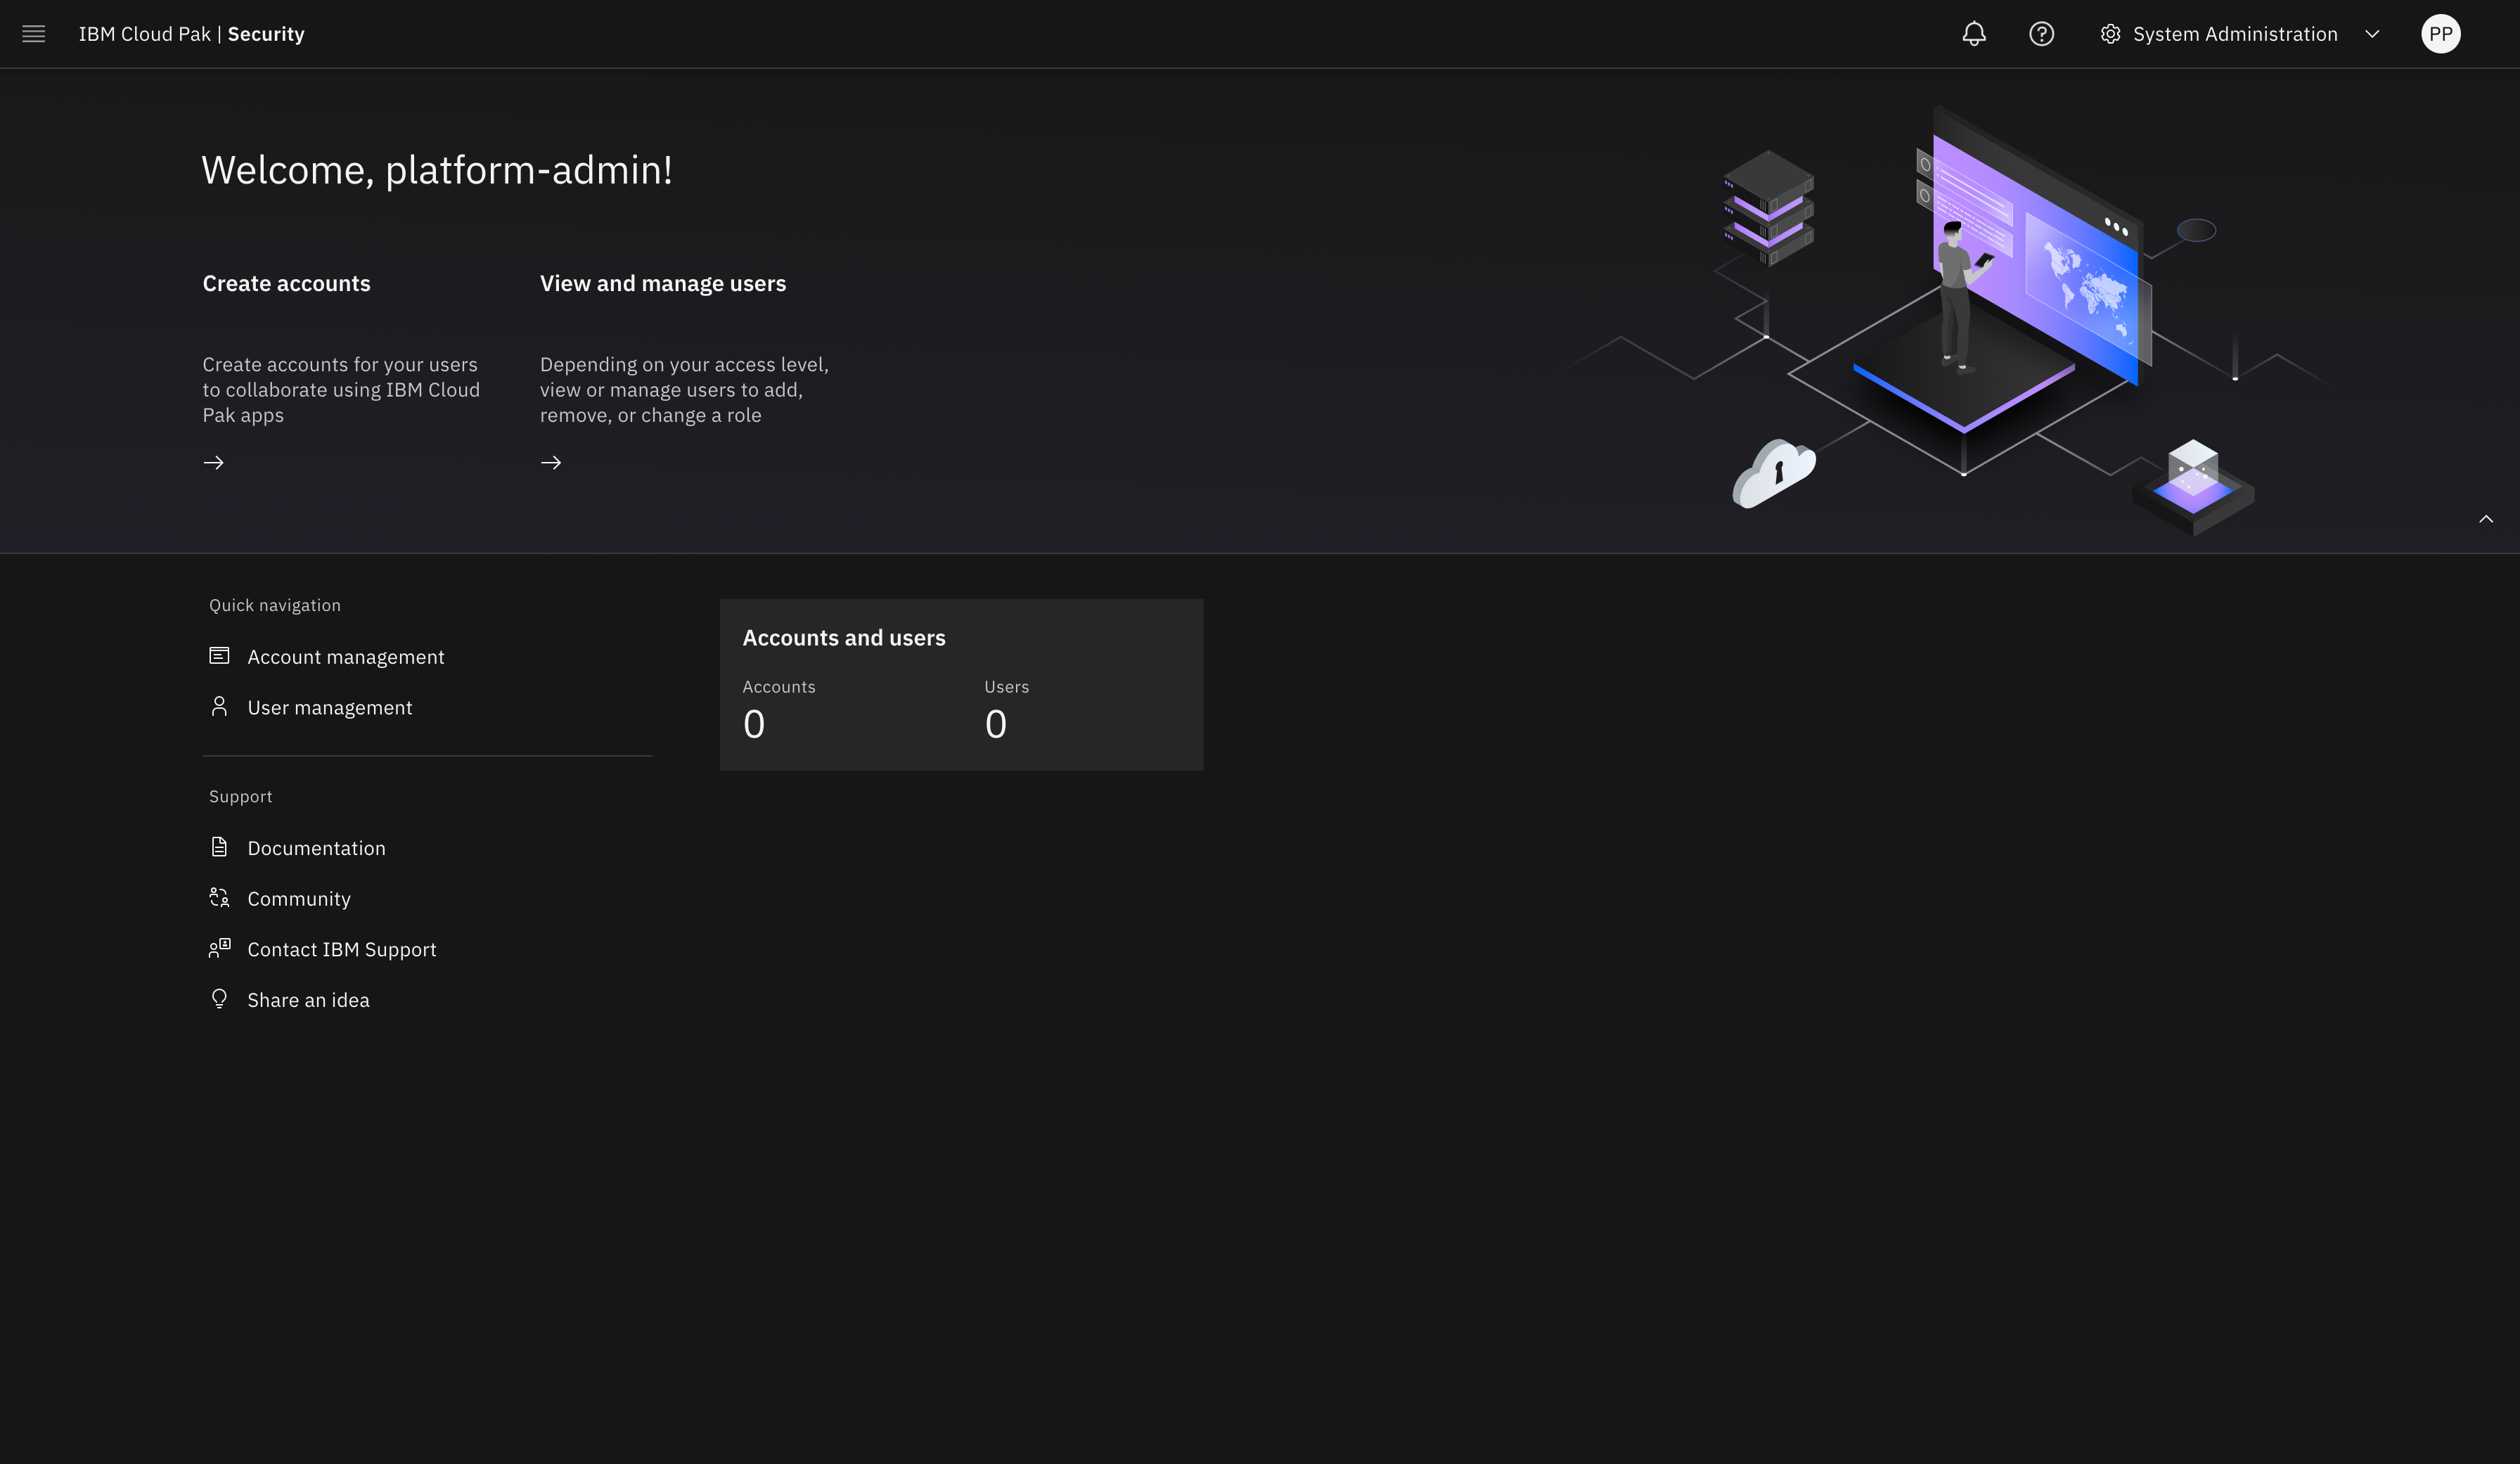 IBM Cloud Pak | Security
System Administration
PP
Welcome, platform-admin!
Create accounts
Create accounts for your users
to collaborate using IBM Cloud
Pak apps
View and manage users
Depending on your access level,
view or manage users to add,
remove, or change a role
Quick navigation
Account management
User management
Support
Documentation
Community
Contact IBM Support
Share an idea
Accounts and users
Accounts
0
Users
0